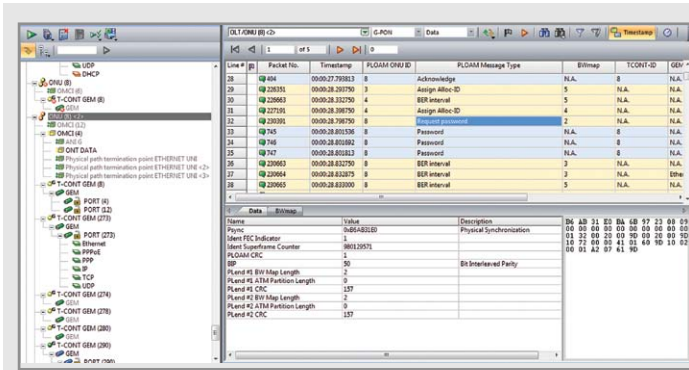 OLT/ONU (8) <2>
G-PON
Data
Timestamp
1
of 5
0
UDP
DHCP
ONU (8)
OMCI (8)
T-CONT GEM (8)
GEM
ONU (8) <2>
OMCI (12)
OMCI (4)
ANI G
ONT DATA
Physical path termination point ETHERNET UNI
Physical path termination point ETHERNET UNI <2>
Physical path termination point ETHERNET UNI <3>
T-CONT GEM (8)
GEM
PORT (4)
PORT (12)
T-CONT GEM (273)
GEM
PORT (273)
Ethernet
PPPoE
PPP
IP
TCP
UDP
T-CONT GEM (274)
T-CONT GEM (278)
T-CONT GEM (280)
T-CONT GEM (290)
GEM
PORT (290)
Line # Packet No. Timestamp PLOAM ONU ID PLOAM Message Type BWmap TCONT-ID GEM
28 404 00:00:27.793813 8 Acknowledge N.A. 8 N.A.
29 226351 00:00:28.293750 3 Assign Alloc-ID 5 N.A. N.A.
30 226663 00:00:28.332750 4 BER interval 5 N.A. N.A.
31 227191 00:00:28.398750 4 Assign Alloc-ID 5 N.A. N.A.
32 230391 00:00:28.798750 8 Request password 2 N.A. N.A.
33 745 00:00:28.801536 8 Password N.A. 8 N.A.
34 746 00:00:28.801692 8 Password N.A. 8 N.A.
35 747 00:00:28.801813 8 Password N.A. 8 N.A.
36 230663 00:00:28.832750 8 BER interval 3 N.A. N.A.
37 230664 00:00:28.832875 8 BER interval 3 N.A. Ether
38 230665 00:00:28.833000 8 BER interval 5 N.A. N.A.
Data BWmap
Name Value Description
Psync 0xB6AB31E0 Physical Synchronization
Ident FEC Indicator 1
Ident Superframe Counter 980129571
PLOAM CRC 1
BIP 50 Bit Interleaved Parity
PLend #1 BW Map Length 2
PLend #1 ATM Partition Length 0
PLend #1 CRC 157
PLend #2 BW Map Length 2
PLend #2 ATM Partition Length 0
PLend #2 CRC 157
B6 AB 31 E0 BA 6B 97 23 08 09
00 00 00 00 00 00 00 00 00 00
01 32 00 20 00 9D 00 20 00 9D
10 72 00 00 41 01 60 9D 10 02
00 01 A2 07 61 9D